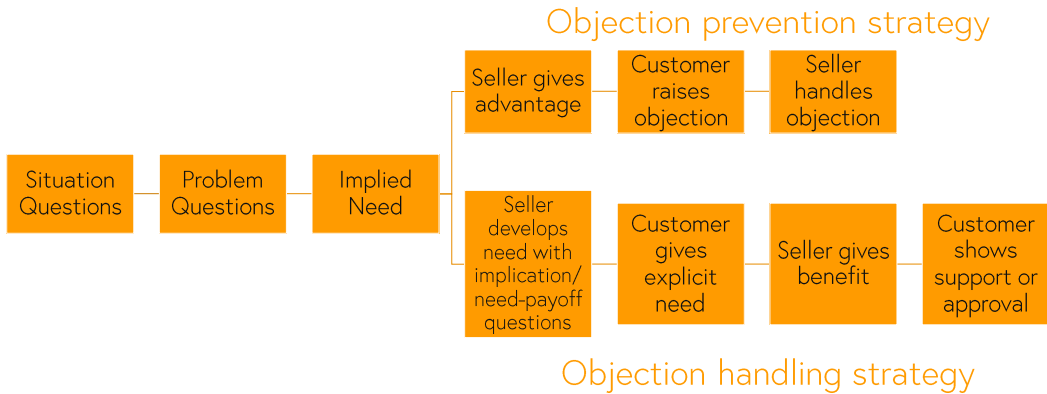 Objection prevention strategy
Seller gives
advantage
Customer
raises
objection
Seller
handles
objection
Situation
Questions
Problem
Questions
Implied
Need
Seller
develops
need with
implication/
need-payoff
questions
Customer
gives
explicit
need
Seller gives
benefit
Customer
shows
support or
approval
Objection handling strategy